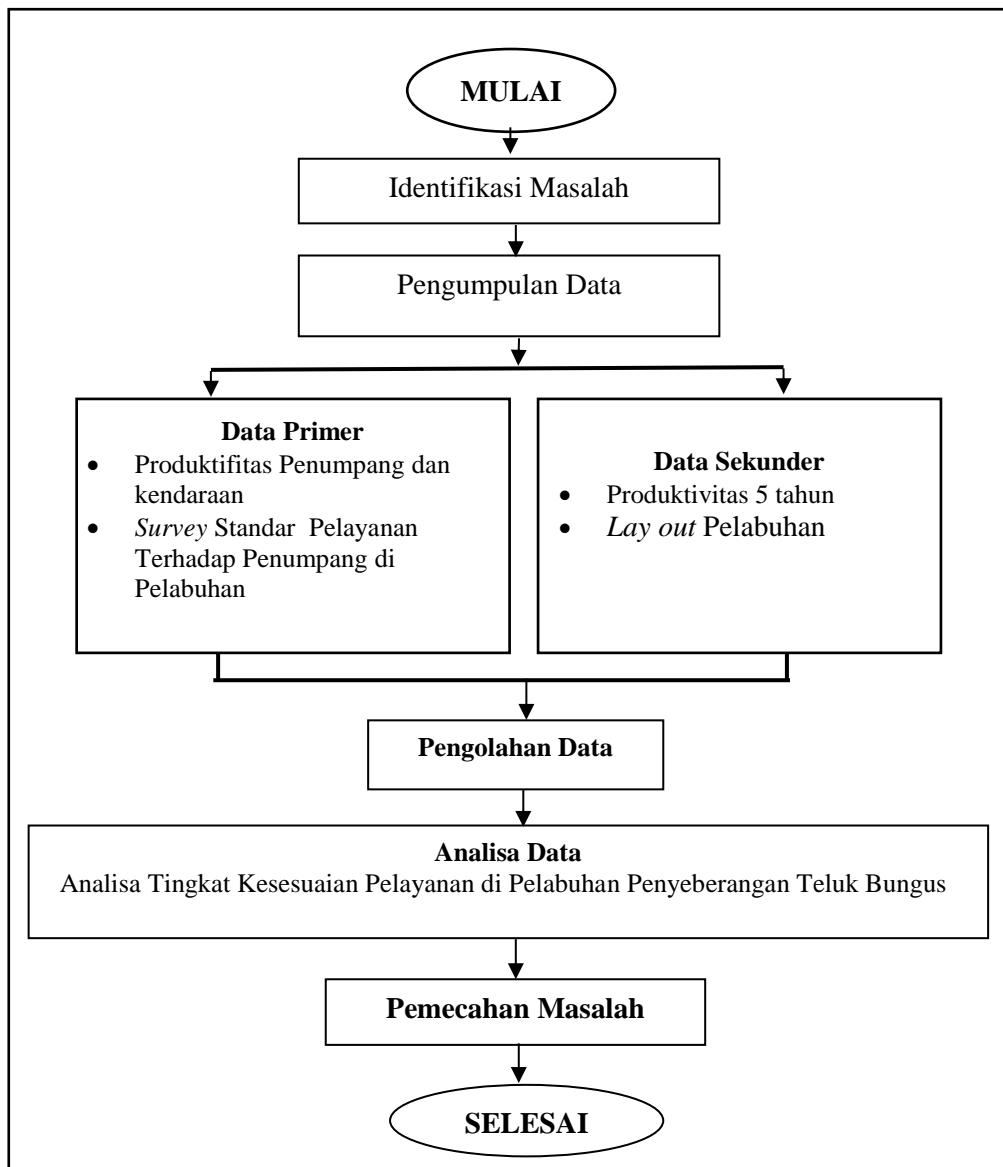 MULAI
Identifikasi Masalah
Pengumpulan Data
Data Primer
• Produktifitas Penumpang dan
kendaraan
• Survey Standar Pelayanan
Terhadap Penumpang di
Pelabuhan
Data Sekunder
• Produktivitas 5 tahun
• Lay out Pelabuhan
Pengolahan Data
Analisa Data
Analisa Tingkat Kesesuaian Pelayanan di Pelabuhan Penyeberangan Teluk Bungus
Pemecahan Masalah
SELESAI